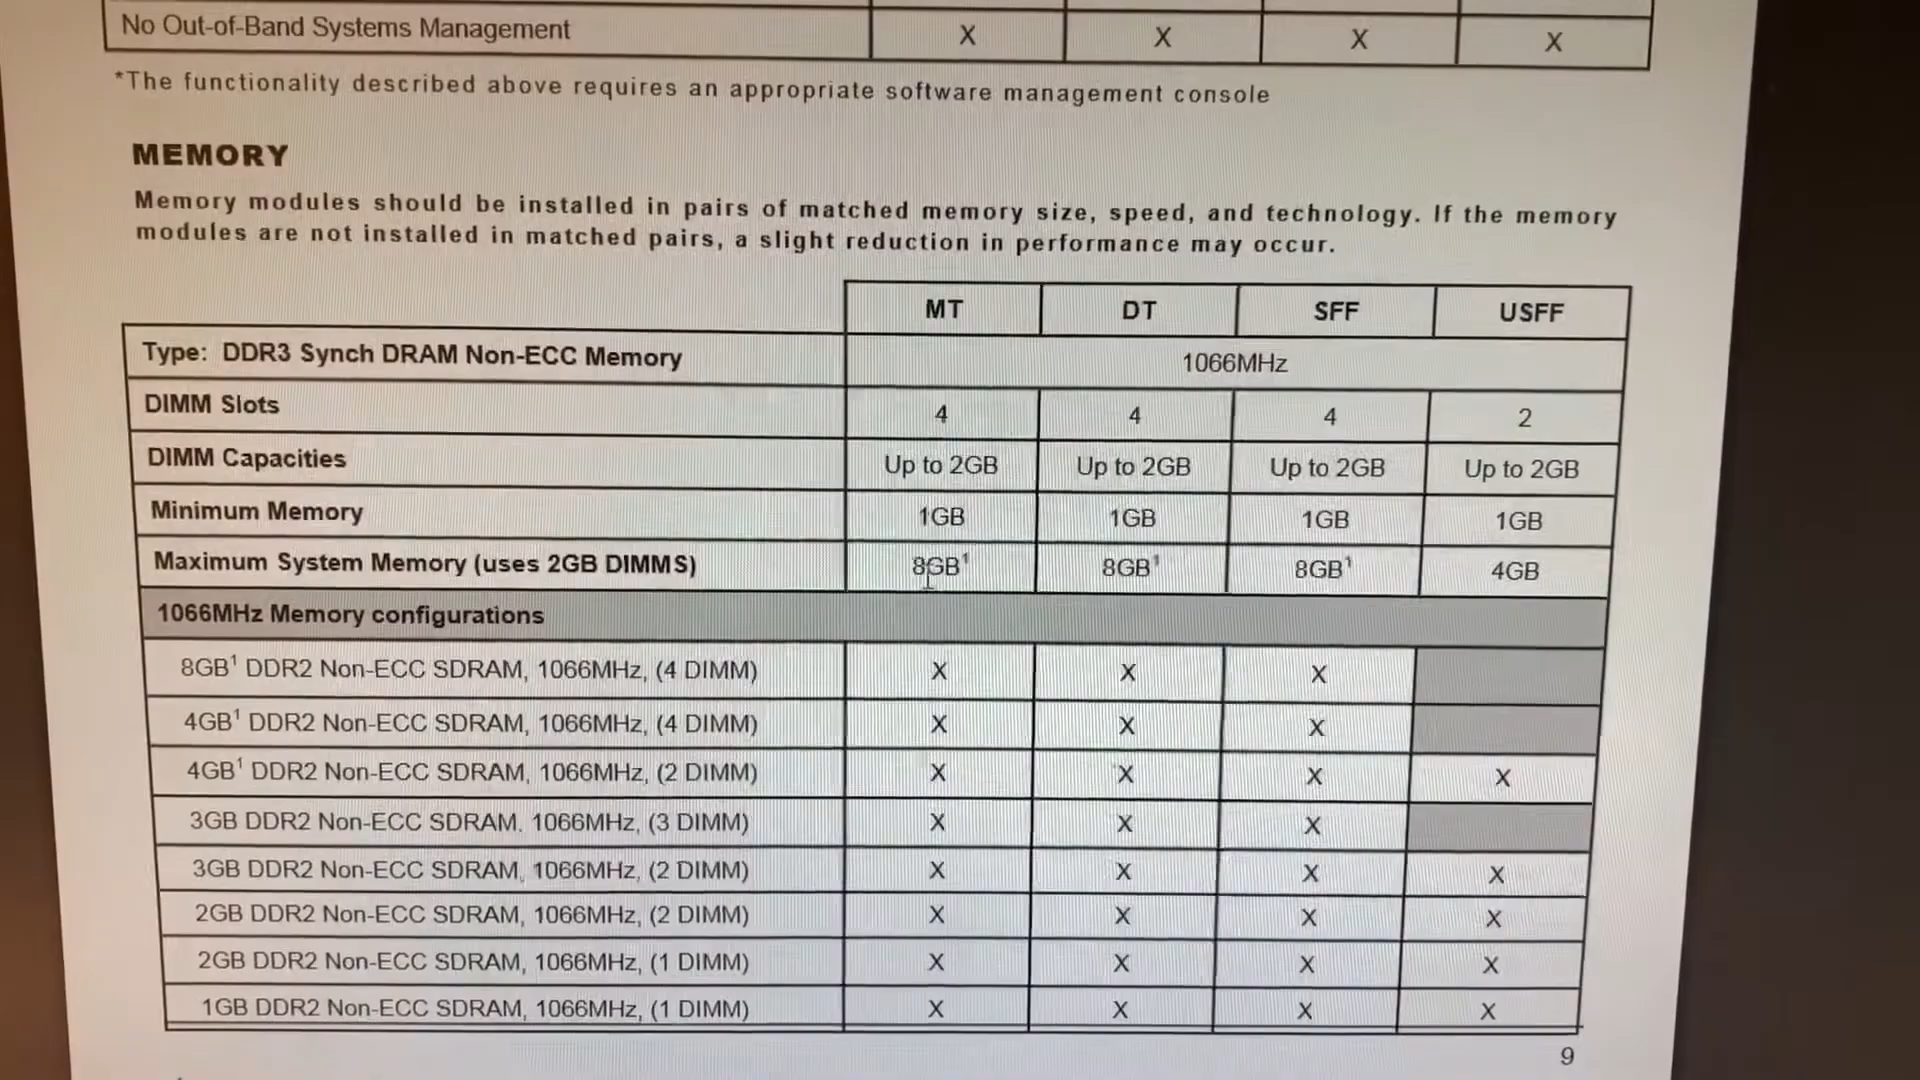 No Out-of-Band Systems Management X X X X
*The functionality described above requires an appropriate software management console
MEMORY
Memory modules should be installed in pairs of matched memory size, speed, and technology. If the memory
modules are not installed in matched pairs, a slight reduction in performance may occur.
MT DT SFF USFF
Type: DDR3 Synch DRAM Non-ECC Memory 1066MHz
DIMM Slots 4 4 4 2
DIMM Capacities Up to 2GB Up to 2GB Up to 2GB Up to 2GB
Minimum Memory 1GB 1GB 1GB 1GB
Maximum System Memory (uses 2GB DIMMS) 8GB¹ 8GB¹ 8GB¹ 4GB
1066MHz Memory configurations
8GB¹ DDR2 Non-ECC SDRAM, 1066MHz, (4 DIMM) X X X
4GB¹ DDR2 Non-ECC SDRAM, 1066MHz, (4 DIMM) X X X
4GB¹ DDR2 Non-ECC SDRAM, 1066MHz, (2 DIMM) X X X X
3GB DDR2 Non-ECC SDRAM. 1066MHz, (3 DIMM) X X X
3GB DDR2 Non-ECC SDRAM, 1066MHz, (2 DIMM) X X X X
2GB DDR2 Non-ECC SDRAM, 1066MHz, (2 DIMM) X X X X
2GB DDR2 Non-ECC SDRAM, 1066MHz, (1 DIMM) X X X X
1GB DDR2 Non-ECC SDRAM, 1066MHz, (1 DIMM) X X X X
9